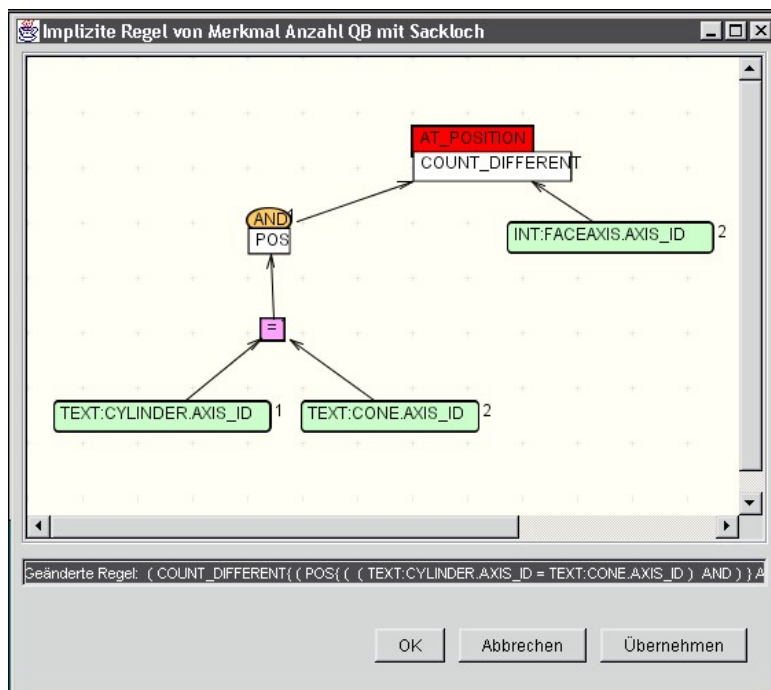 Implizite Regel von Merkmal Anzahl QB mit Sackloch
AT_POSITION
COUNT_DIFFERENT
AND 1
POS
INT:FACEAXIS.AXIS_ID 2
=
TEXT:CYLINDER.AXIS_ID 1
TEXT:CONE.AXIS_ID 2
Geänderte Regel: ( COUNT_DIFFERENT{ ( POS{ ( ( TEXT:CYLINDER.AXIS_ID = TEXT:CONE.AXIS_ID ) AND ) } A
OK
Abbrechen
Übernehmen